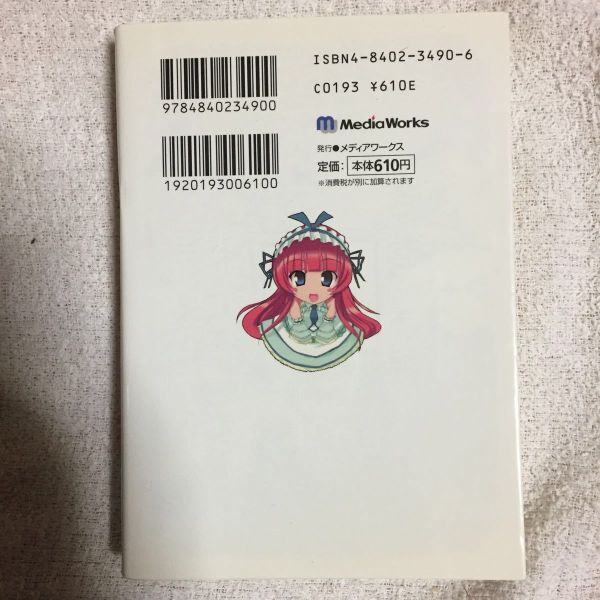 ISBN4-8402-3490-6
9784840234900
C0193 ¥610E
MediaWorks
発行●メディアワークス
定価:本体610円
※消費税が別に加算されます
1920193006100